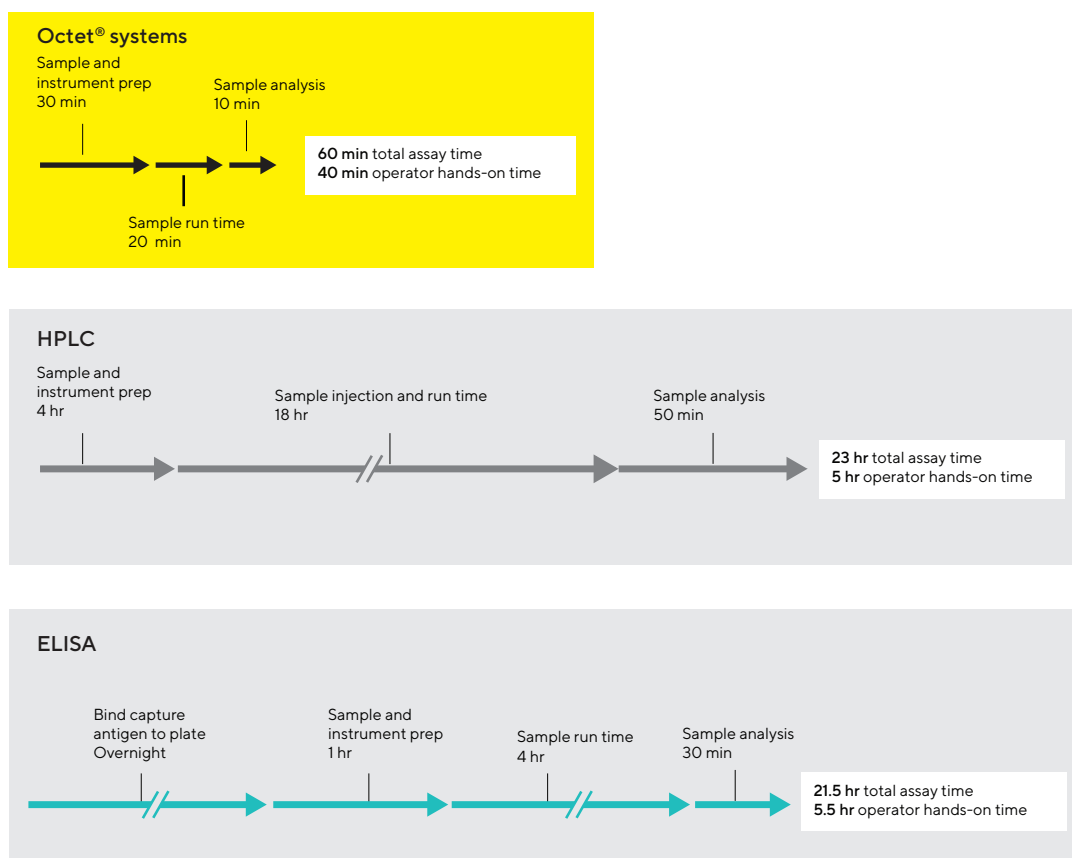 Octet® systems
Sample and
instrument prep
30 min
Sample analysis
10 min
Sample run time
20 min
60 min total assay time
40 min operator hands-on time
HPLC
Sample and
instrument prep
4 hr
Sample injection and run time
18 hr
Sample analysis
50 min
23 hr total assay time
5 hr operator hands-on time
ELISA
Bind capture
antigen to plate
Overnight
Sample and
instrument prep
1 hr
Sample run time
4 hr
Sample analysis
30 min
21.5 hr total assay time
5.5 hr operator hands-on time